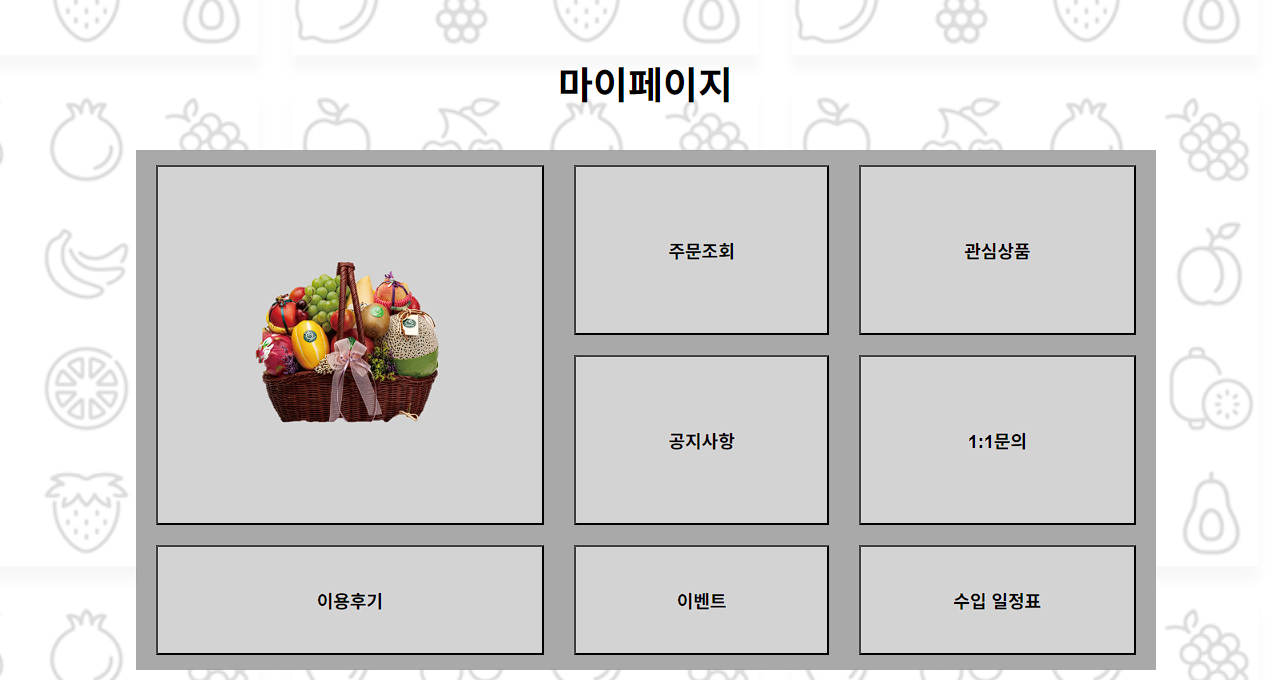 마이페이지
주문조회
관심상품
공지사항
1:1문의
이용후기
이벤트
수입 일정표